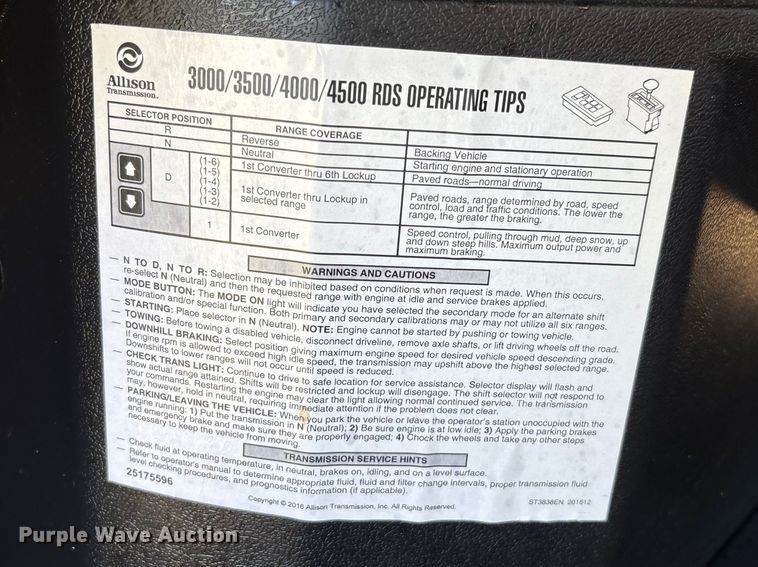 Allison
Transmission.
3000/3500/4000/4500 RDS OPERATING TIPS
SELECTOR POSITION
RANGE COVERAGE
R
Reverse
Backing Vehicle
N
Neutral
Starting engine and stationary operation
D
(1-6)
1st Converter thru 6th Lockup
Paved roads—normal driving
(1-5)
(1-4)
(1-3)
(1-2)
1st Converter thru Lockup in
selected range
Paved roads, range determined by road, speed
control, load and traffic conditions. The lower the
range, the greater the braking.
1
1st Converter
Speed control, pulling through mud, deep snow, up
and down steep hills. Maximum output power and
maximum braking.
WARNINGS AND CAUTIONS
— N TO D, N TO R: Selection may be inhibited based on conditions when request is made. When this occurs,
re-select N (Neutral) and then the requested range with engine at idle and service brakes applied.
— MODE BUTTON: The MODE ON light will indicate you have selected the secondary mode for an alternate shift
calibration and/or special function. Both primary and secondary calibrations may or may not utilize all six ranges.
— STARTING: Place selector in N (Neutral). NOTE: Engine cannot be started by pushing or towing vehicle.
— TOWING: Before towing a disabled vehicle, disconnect driveline, remove axle shafts, or lift driving wheels off the road.
— DOWNHILL BRAKING: Select position giving maximum engine speed for desired vehicle speed descending grade.
If engine rpm is allowed to exceed high idle speed, the transmission may upshift above the highest selected range.
Downshifts to lower ranges will not occur until speed is reduced.
— CHECK TRANS LIGHT: Continue to drive to safe location for service assistance. Selector display will flash and
show actual range attained. Shifts will be restricted and lockup will disengage. The shift selector will not respond to
your commands. Restarting the engine may clear the light allowing normal continued service. The transmission
may, however, hold in neutral, requiring immediate attention if the problem does not clear.
— PARKING/LEAVING THE VEHICLE: When you park the vehicle or leave the operator's station unoccupied with the
engine running: 1) Put the transmission in N (Neutral); 2) Be sure engine is at low idle; 3) Apply the parking brakes
and emergency brake and make sure they are properly engaged; 4) Chock the wheels and take any other steps
necessary to keep the vehicle from moving.
TRANSMISSION SERVICE HINTS
— Check fluid at operating temperature, in neutral, brakes on, idling, and on a level surface.
— Refer to operator's manual to determine appropriate fluid, fluid and filter change intervals, proper transmission fluid
level checking procedures, and prognostics information (if applicable).
25175596
Copyright © 2016 Allison Transmission, Inc. All Rights Reserved.
ST3838EN 201612
Purple Wave Auction